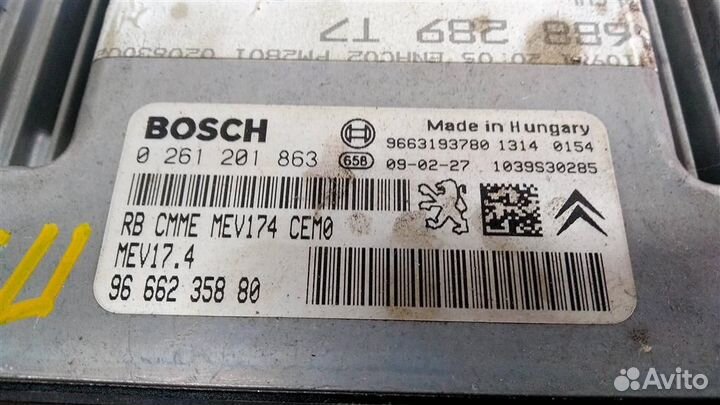 688 289 T7
BOSCH
Made in Hungary
9663193780 1314 0154
0 261 201 863
658 09-02-27 1039S30285
RB CMME MEV174 CEM0
MEV17.4
96 662 358 80
Avito